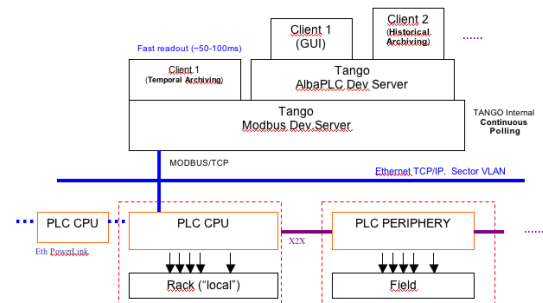 Client 2
(Historical
Archiving)
......
Client 1
(GUI)
Fast readout (~50-100ms)
Client 1
(Temporal Archiving)
Tango
AlbaPLC Dev Server
Tango
Modbus Dev.Server
TANGO Internal
Continuous
Polling
MODBUS/TCP
Ethernet TCP/IP. Sector VLAN
PLC CPU
PLC CPU
PLC PERIPHERY
Eth PowerLink
X2X
......
Rack ("local")
Field